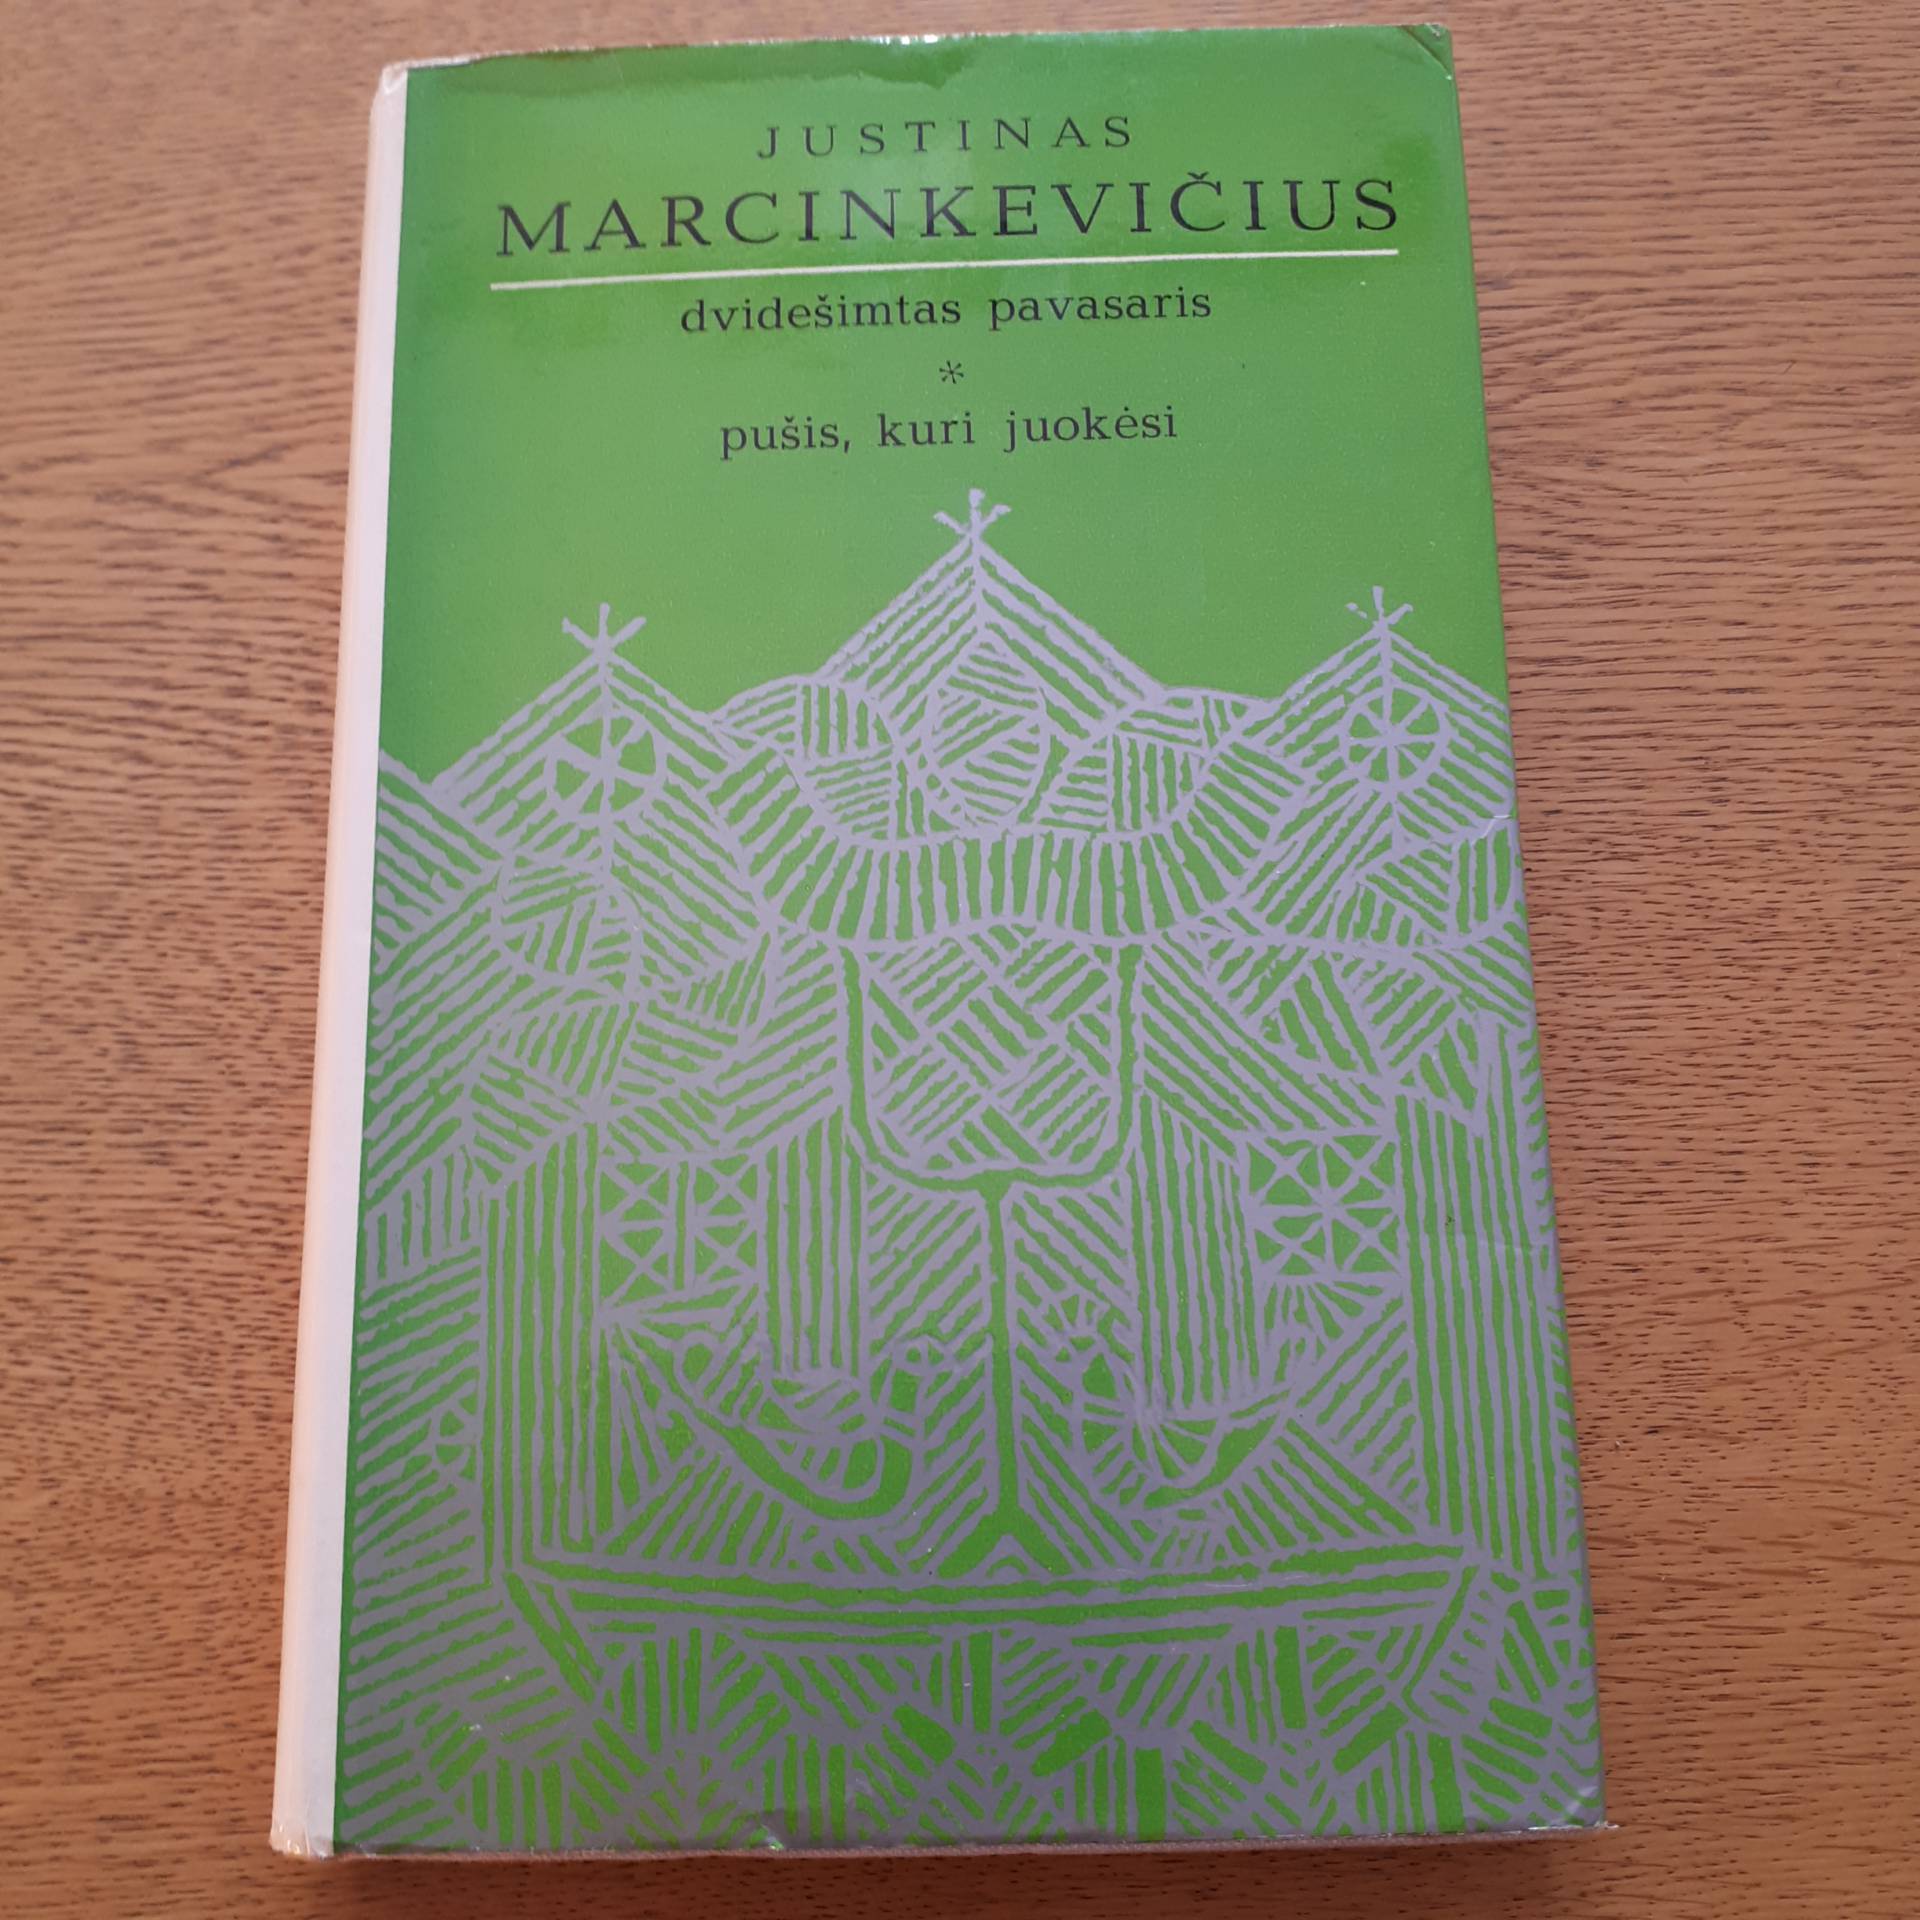 JUSTINAS
MARCINKEVIČIUS
dvidešimtas pavasaris
*
pušis, kuri juokėsi